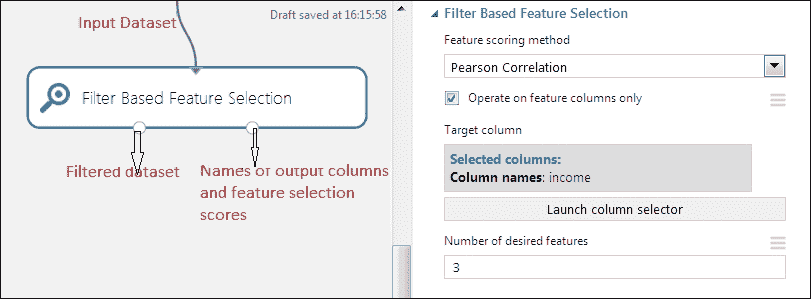 Input Dataset
Draft saved at 16:15:58
Filter Based Feature Selection
Filtered dataset
Names of output columns
and feature selection
scores
Filter Based Feature Selection
Feature scoring method
Pearson Correlation
Operate on feature columns only
Target column
Selected columns:
Column names: income
Launch column selector
Number of desired features
3